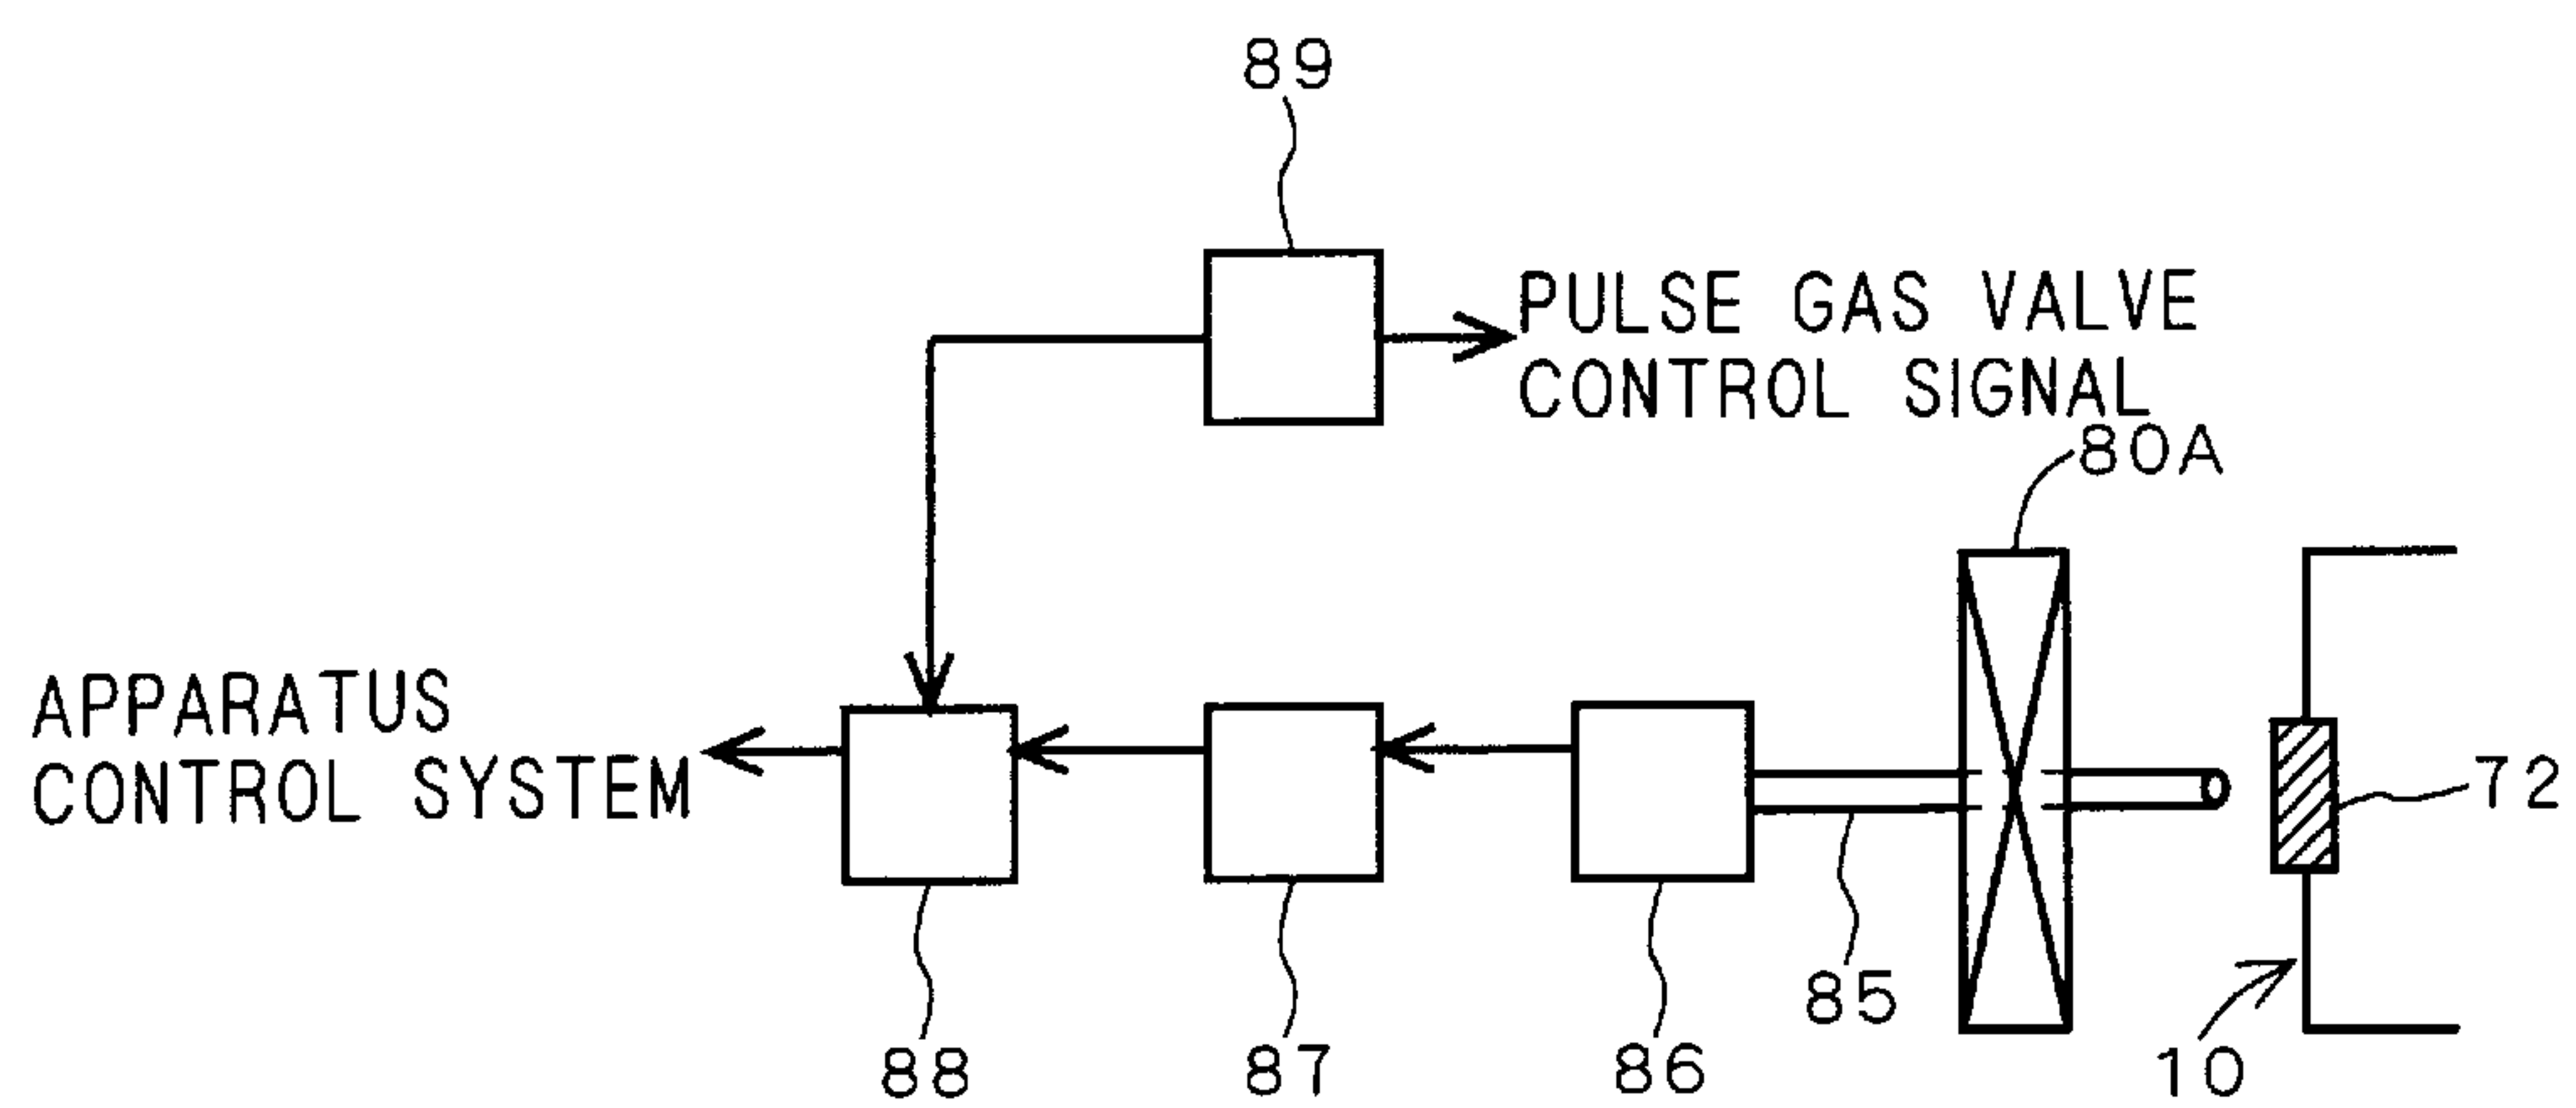 89
PULSE GAS VALVE
CONTROL SIGNAL
80A
APPARATUS
CONTROL SYSTEM
72
85
88
87
86
10